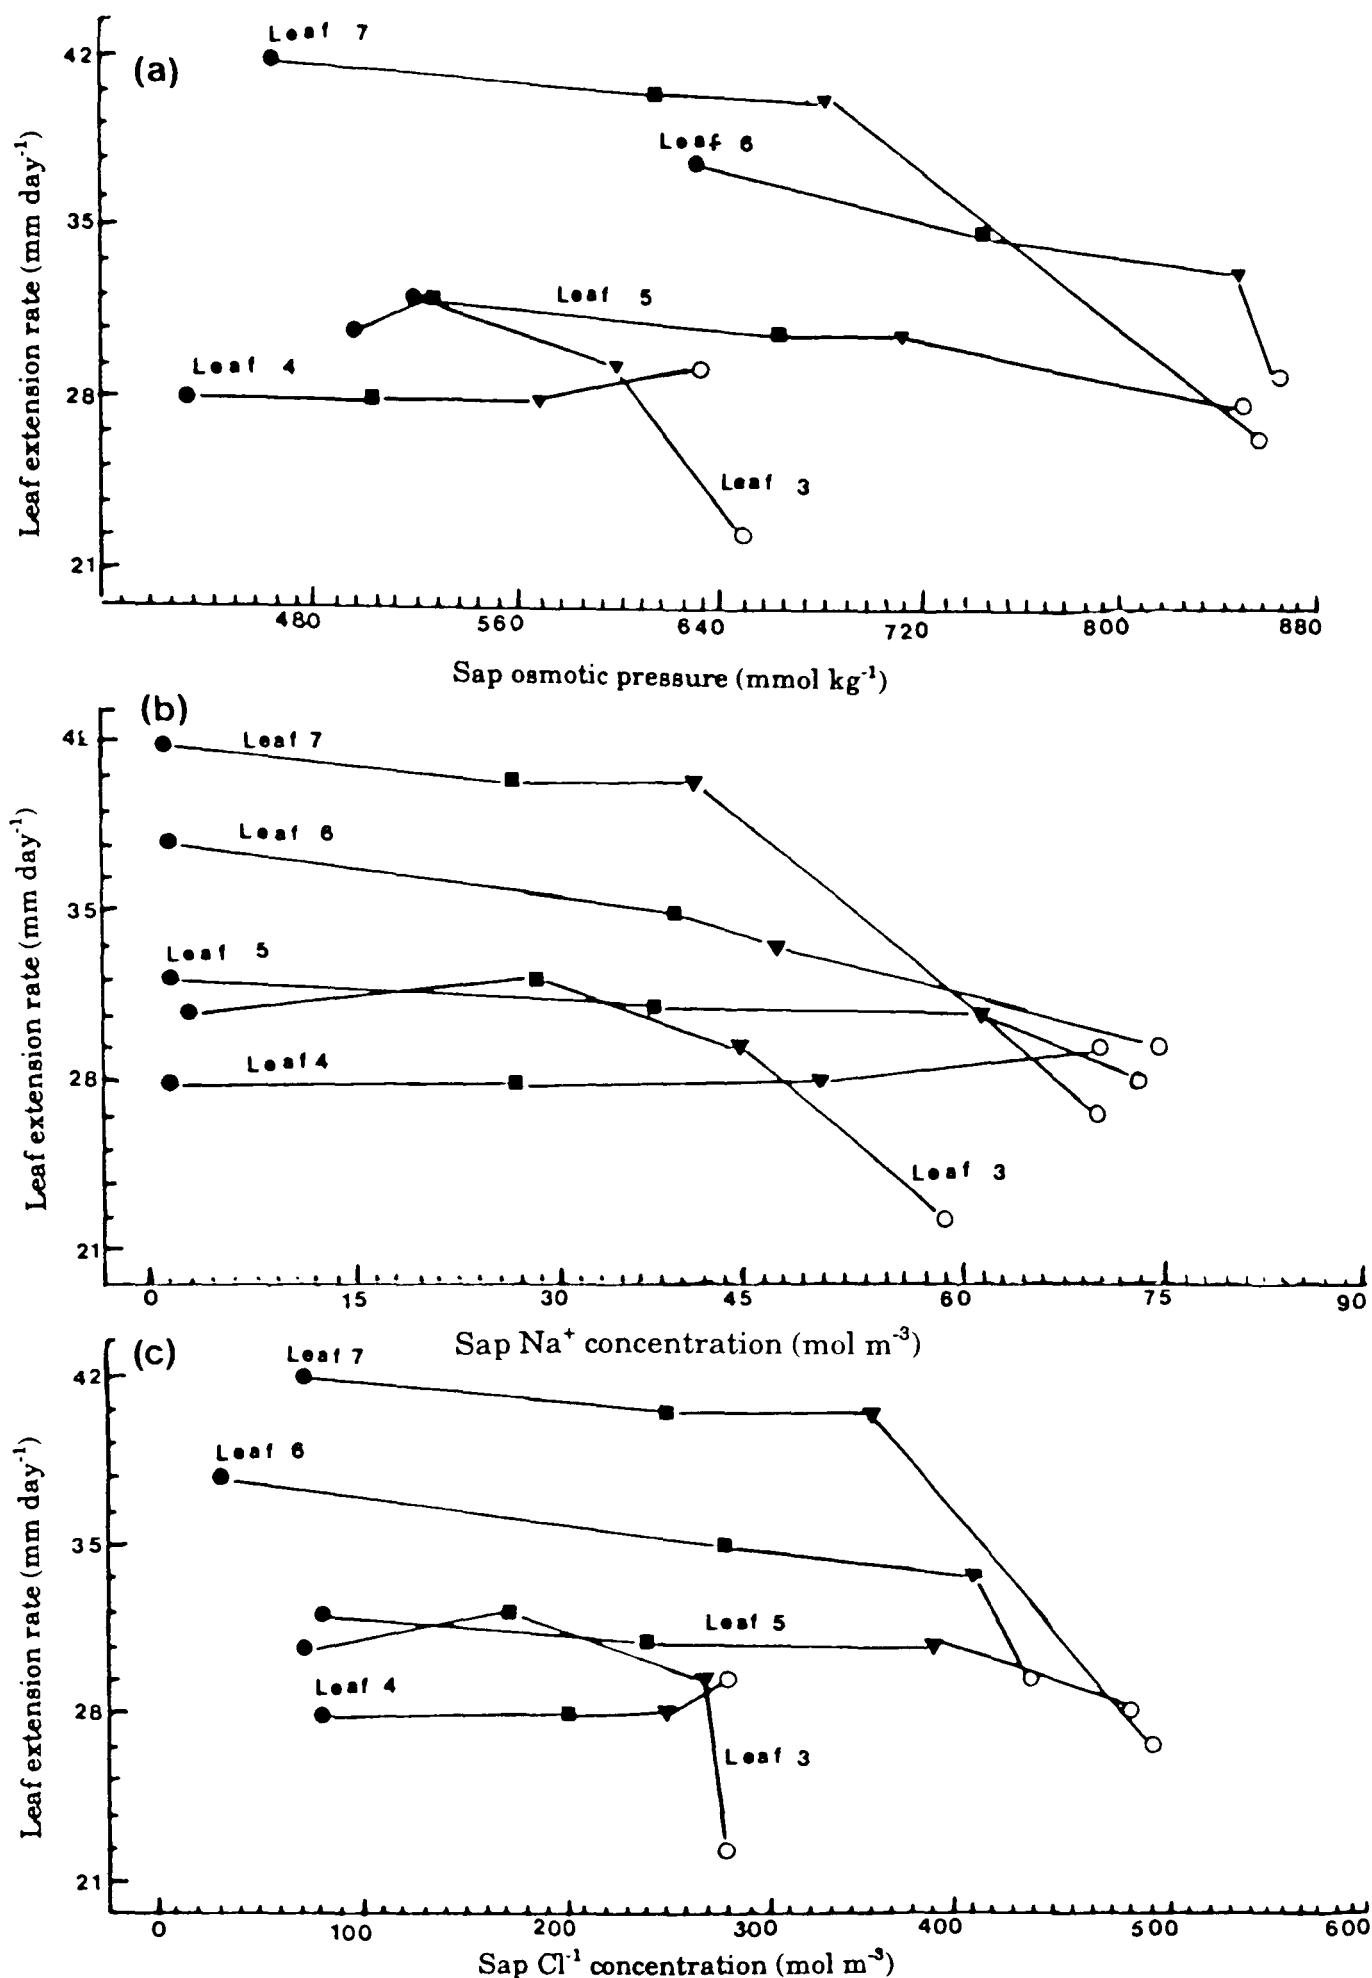 (a)
Leaf extension rate (mm day⁻¹)
42
35
28
21
Leaf 7
Leaf 6
Leaf 5
Leaf 4
Leaf 3
480 560 640 720 800 880
Sap osmotic pressure (mmol kg⁻¹)
(b)
Leaf extension rate (mm day⁻¹)
41
35
28
21
Leaf 7
Leaf 6
Leaf 5
Leaf 4
Leaf 3
0 15 30 45 60 75 90
Sap Na⁺ concentration (mol m⁻³)
(c)
Leaf extension rate (mm day⁻¹)
42
35
28
21
Leaf 7
Leaf 6
Leaf 5
Leaf 4
Leaf 3
0 100 200 300 400 500 600
Sap Cl⁻¹ concentration (mol m⁻³)